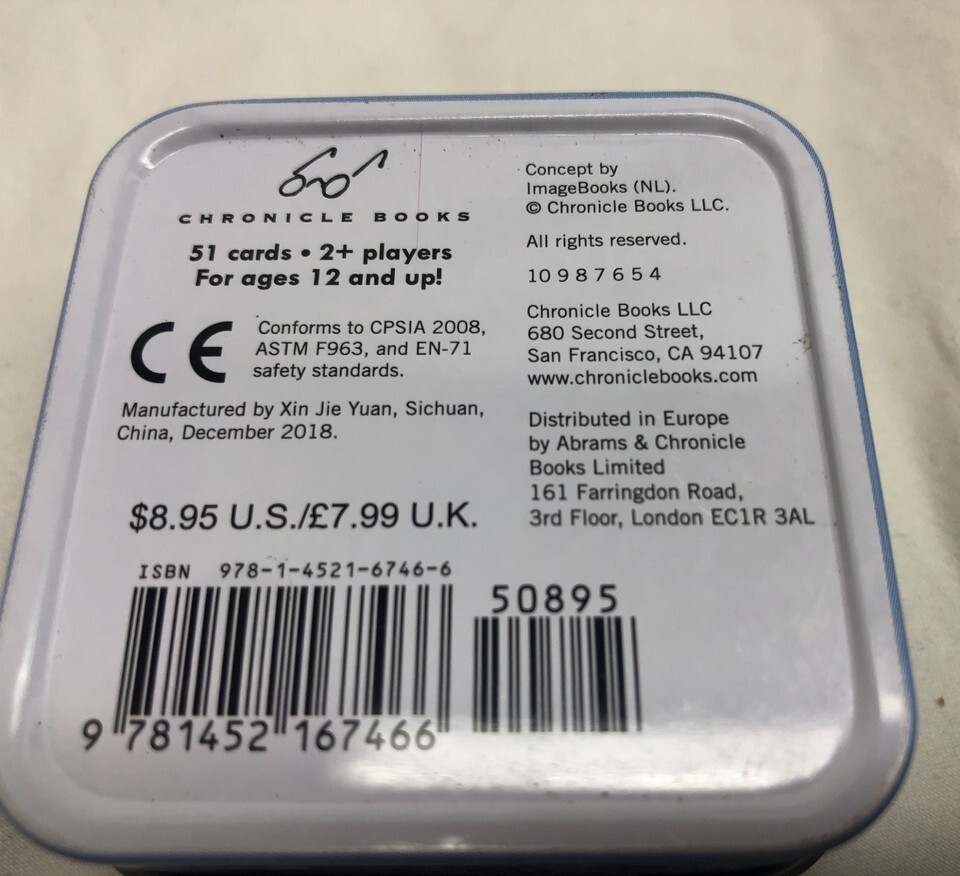 CHRONICLE BOOKS
51 cards • 2+ players
For ages 12 and up!
CE
Conforms to CPSIA 2008,
ASTM F963, and EN-71
safety standards.
Manufactured by Xin Jie Yuan, Sichuan,
China, December 2018.
$8.95 U.S./£7.99 U.K.
ISBN 978-1-4521-6746-6
50895
9 781452 167466
Concept by
ImageBooks (NL).
© Chronicle Books LLC.
All rights reserved.
10 9 8 7 6 5 4
Chronicle Books LLC
680 Second Street,
San Francisco, CA 94107
www.chroniclebooks.com
Distributed in Europe
by Abrams & Chronicle
Books Limited
161 Farringdon Road,
3rd Floor, London EC1R 3AL